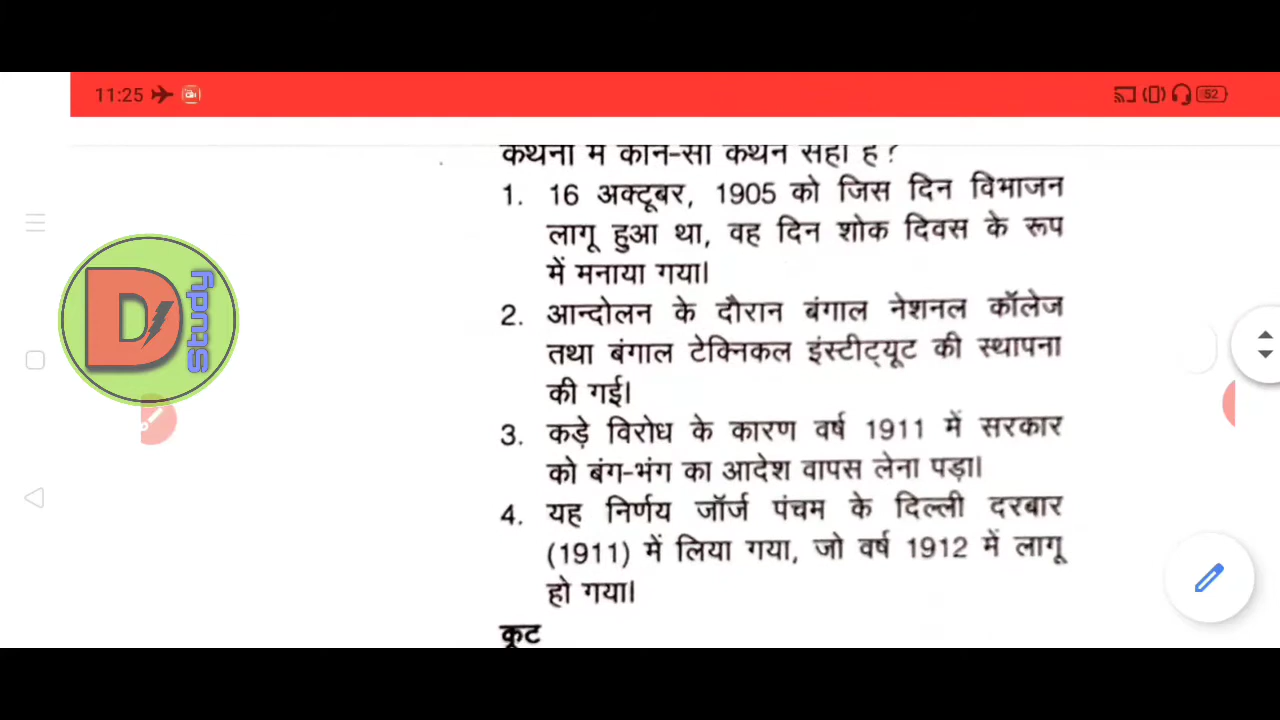 11:25
52
कथनों में कौन-सा कथन सही है?
1. 16 अक्टूबर, 1905 को जिस दिन विभाजन
लागू हुआ था, वह दिन शोक दिवस के रूप
में मनाया गया।
2. आन्दोलन के दौरान बंगाल नेशनल कॉलेज
तथा बंगाल टेक्निकल इंस्टीट्यूट की स्थापना
की गई।
3. कड़े विरोध के कारण वर्ष 1911 में सरकार
को बंग-भंग का आदेश वापस लेना पड़ा।
4. यह निर्णय जॉर्ज पंचम के दिल्ली दरबार
(1911) में लिया गया, जो वर्ष 1912 में लागू
हो गया।
कूट
D Study